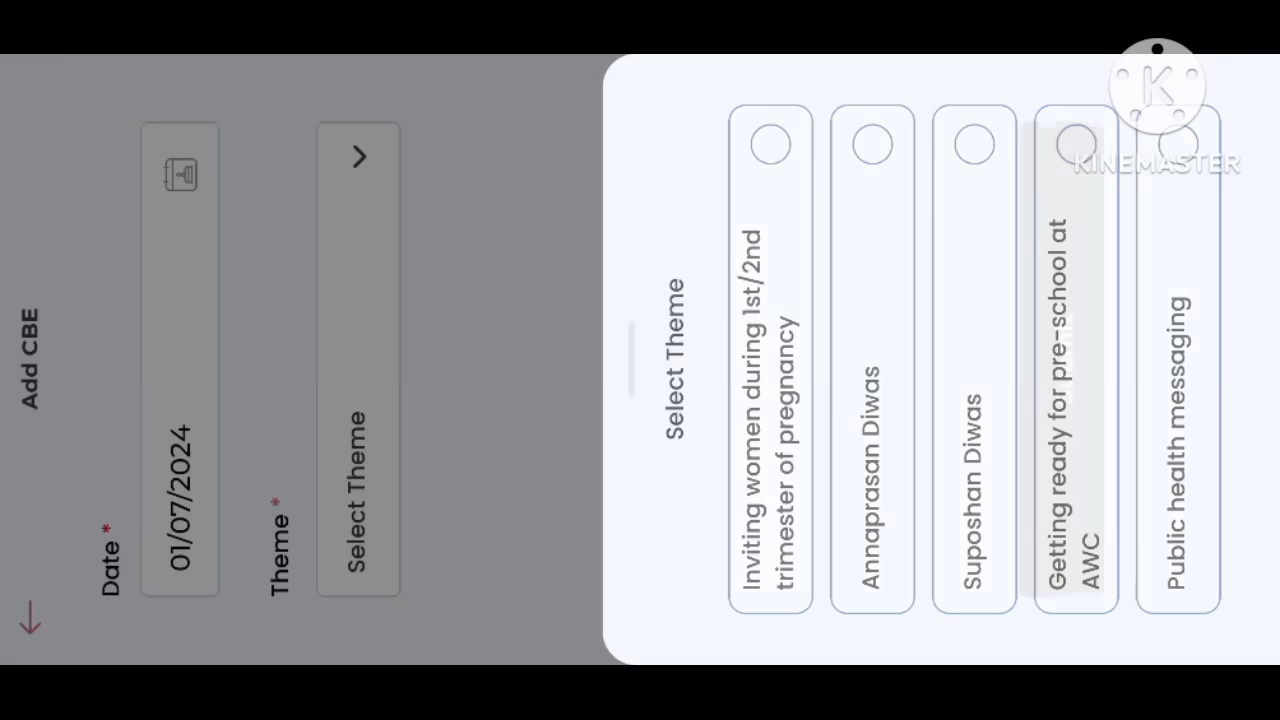 Add CBE
Date *
01/07/2024
Theme *
Select Theme
Select Theme
Inviting women during 1st/2nd
trimester of pregnancy
Annaprasan Diwas
Suposhan Diwas
Getting ready for pre-school at
AWC
Public health messaging
K
KINEMASTER